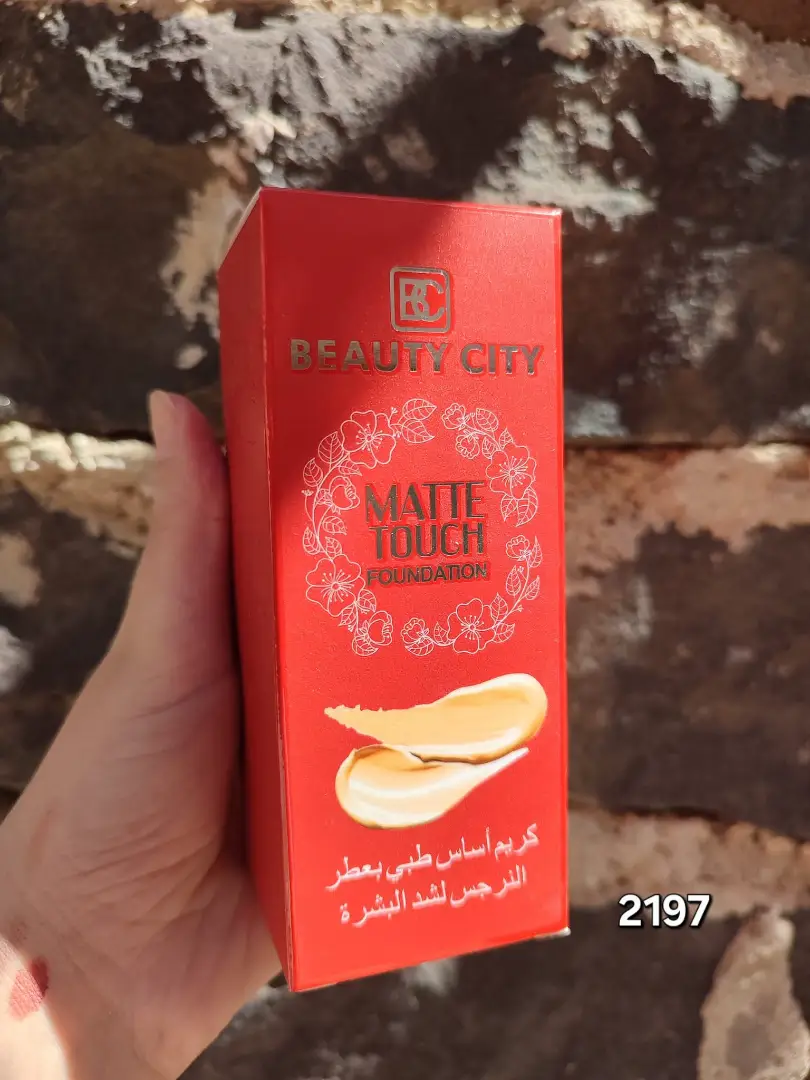 BC
BEAUTY CITY
MATTE
TOUCH
FOUNDATION
كريم أساس طبي بعطر
النرجس لشد البشرة
2197